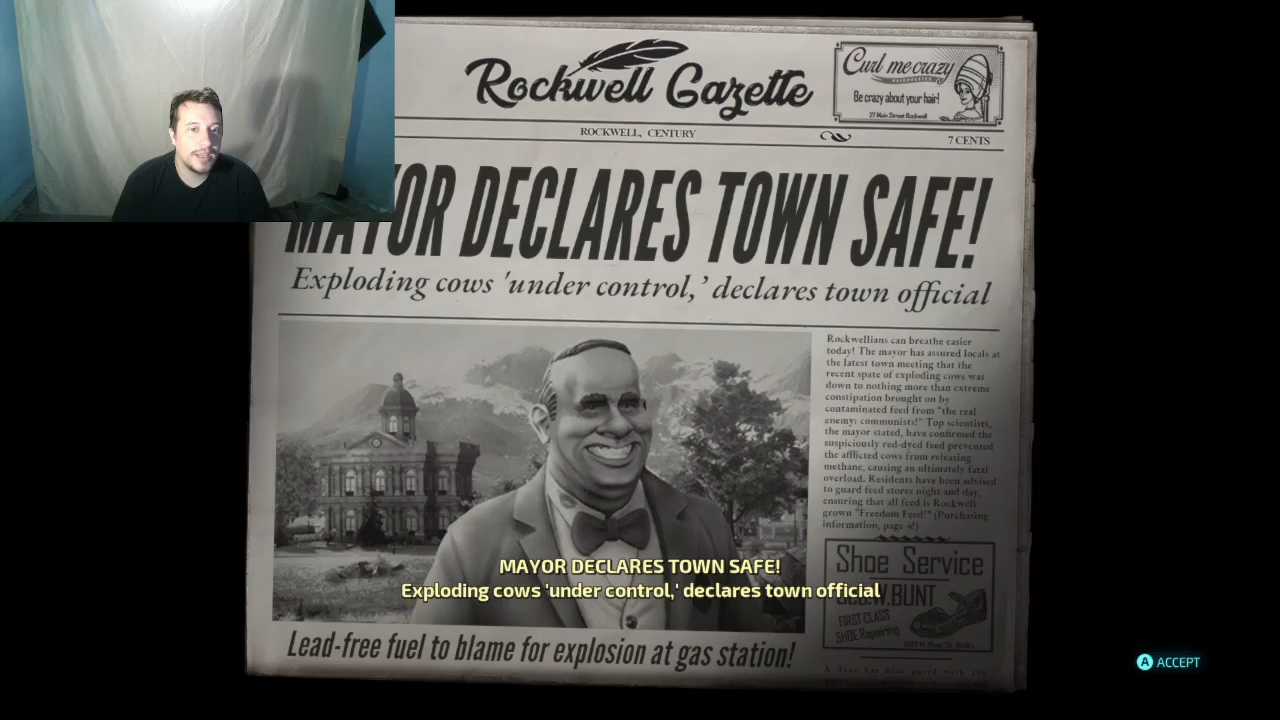 Rockwell Gazette
Curl me crazy
Be crazy about your hair!
27 Main Street Rockwell
ROCKWELL, CENTURY
7 CENTS
MAYOR DECLARES TOWN SAFE!
Exploding cows 'under control,' declares town official
Rockwellians can breathe easier
today! The mayor has assured locals at
the latest town meeting that the
recent spate of exploding cows was
down to nothing more than extreme
constipation brought on by
contaminated feed from "the real
enemy: communists!" Top scientists,
the mayor stated, have confirmed the
suspiciously red-dyed feed prevented
the afflicted cows from releasing
methane, causing an ultimately fatal
overload. Residents have been advised
to guard feed stores night and day,
ensuring that all feed is Rockwell-
grown "Freedom Feed!" (Purchasing
information, page 4!)
Shoe Service
W.BUNT
FIRST CLASS
SHOE Repairing
MAYOR DECLARES TOWN SAFE!
Exploding cows 'under control,' declares town official
Lead-free fuel to blame for explosion at gas station!
A ACCEPT